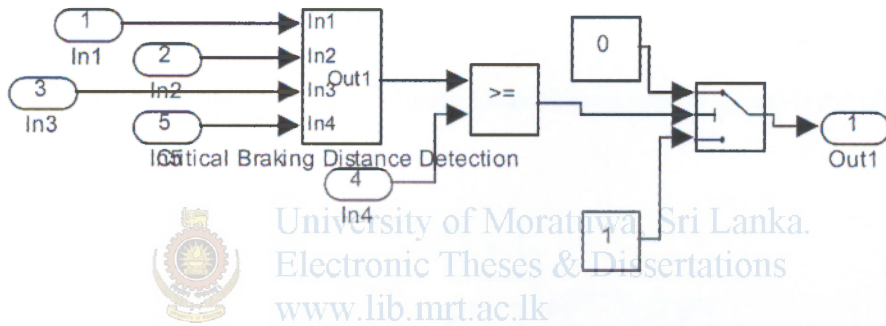 1
In1
2
In2
3
In3
5
In5
In1
In2
In3
In4
Out1
Critical Braking Distance Detection
4
In4
>=
0
1
1
Out1
University of Moratuwa, Sri Lanka.
Electronic Theses & Dissertations
www.lib.mrt.ac.lk